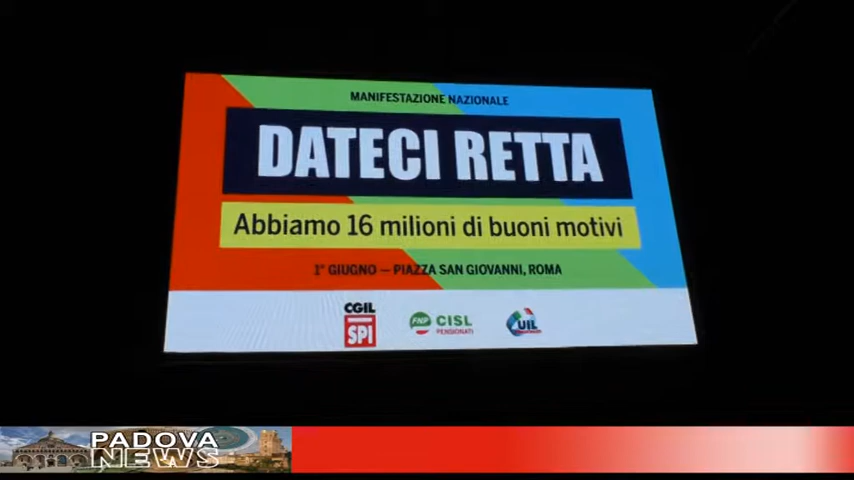 MANIFESTAZIONE NAZIONALE
DATECI RETTA
Abbiamo 16 milioni di buoni motivi
1° GIUGNO – PIAZZA SAN GIOVANNI, ROMA
CGIL
SPI
FNP CISL
PENSIONATI
UIL
PADOVA
NEWS